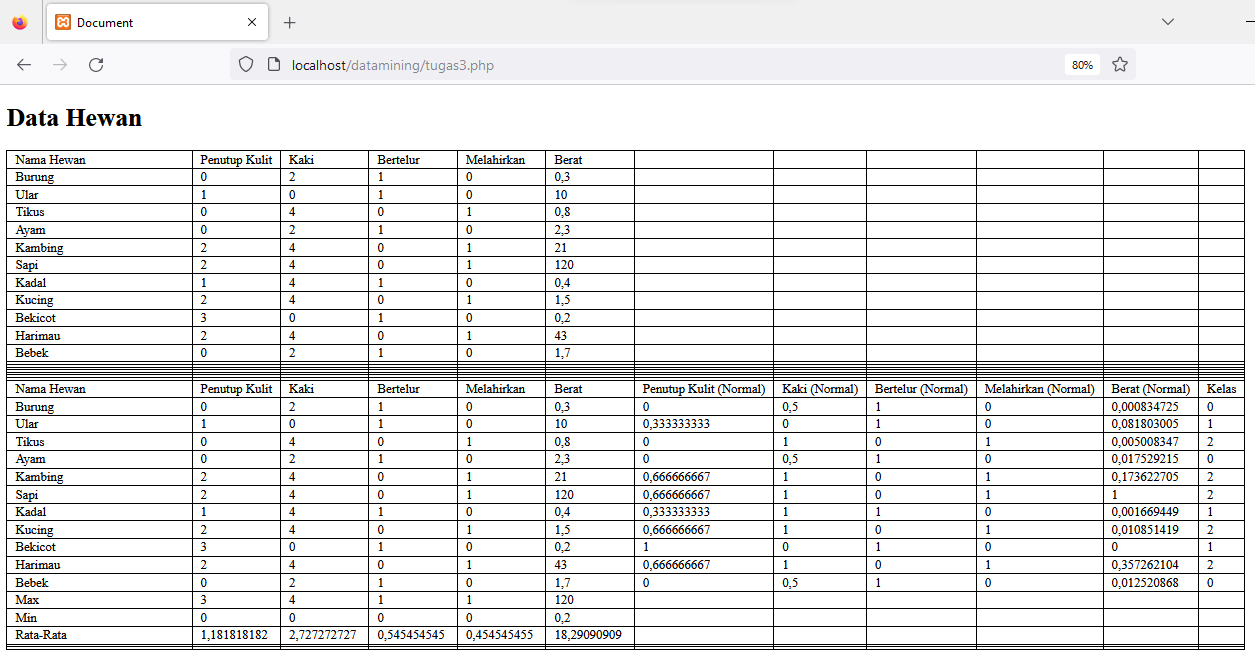 Document
localhost/datamining/tugas3.php
80%
Data Hewan
Nama Hewan Penutup Kulit Kaki Bertelur Melahirkan Berat
Burung 0 2 1 0 0,3
Ular 1 0 1 0 10
Tikus 0 4 0 1 0,8
Ayam 0 2 1 0 2,3
Kambing 2 4 0 1 21
Sapi 2 4 0 1 120
Kadal 1 4 1 0 0,4
Kucing 2 4 0 1 1,5
Bekicot 3 0 1 0 0,2
Harimau 2 4 0 1 43
Bebek 0 2 1 0 1,7
Nama Hewan Penutup Kulit Kaki Bertelur Melahirkan Berat Penutup Kulit (Normal) Kaki (Normal) Bertelur (Normal) Melahirkan (Normal) Berat (Normal) Kelas
Burung 0 2 1 0 0,3 0 0,5 1 0 0,000834725 0
Ular 1 0 1 0 10 0,333333333 0 1 0 0,081803005 1
Tikus 0 4 0 1 0,8 0 1 0 1 0,005008347 2
Ayam 0 2 1 0 2,3 0 0,5 1 0 0,017529215 0
Kambing 2 4 0 1 21 0,666666667 1 0 1 0,173622705 2
Sapi 2 4 0 1 120 0,666666667 1 0 1 1 2
Kadal 1 4 1 0 0,4 0,333333333 1 1 0 0,001669449 1
Kucing 2 4 0 1 1,5 0,666666667 1 0 1 0,010851419 2
Bekicot 3 0 1 0 0,2 1 0 1 0 0 1
Harimau 2 4 0 1 43 0,666666667 1 0 1 0,357262104 2
Bebek 0 2 1 0 1,7 0 0,5 1 0 0,012520868 0
Max 3 4 1 1 120
Min 0 0 0 0 0,2
Rata-Rata 1,181818182 2,727272727 0,545454545 0,454545455 18,29090909